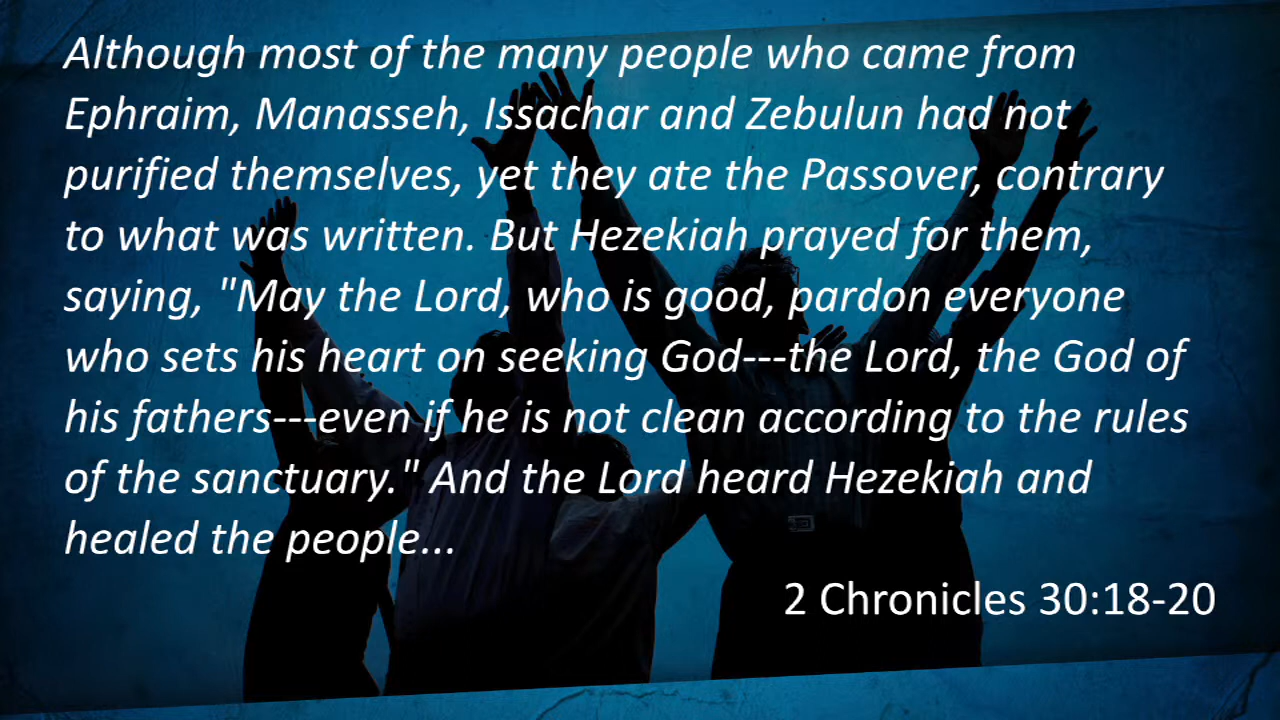 Although most of the many people who came from
Ephraim, Manasseh, Issachar and Zebulun had not
purified themselves, yet they ate the Passover, contrary
to what was written. But Hezekiah prayed for them,
saying, "May the Lord, who is good, pardon everyone
who sets his heart on seeking God---the Lord, the God of
his fathers---even if he is not clean according to the rules
of the sanctuary." And the Lord heard Hezekiah and
healed the people...
2 Chronicles 30:18-20